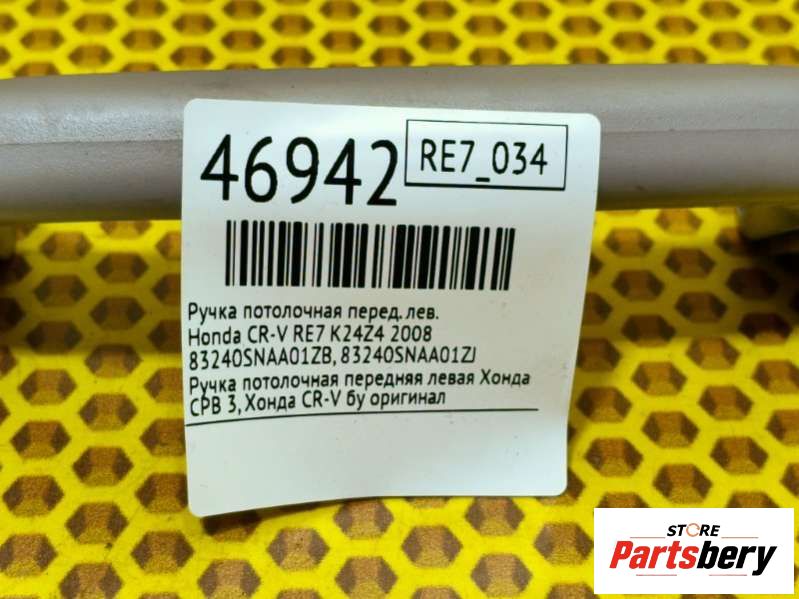 46942
RE7_034
Ручка потолочная перед. лев.
Honda CR-V RE7 K24Z4 2008
83240SNAA01ZB, 83240SNAA01ZJ
Ручка потолочная передняя левая Хонда
СРВ 3, Хонда CR-V бу оригинал
STORE
Partsbery